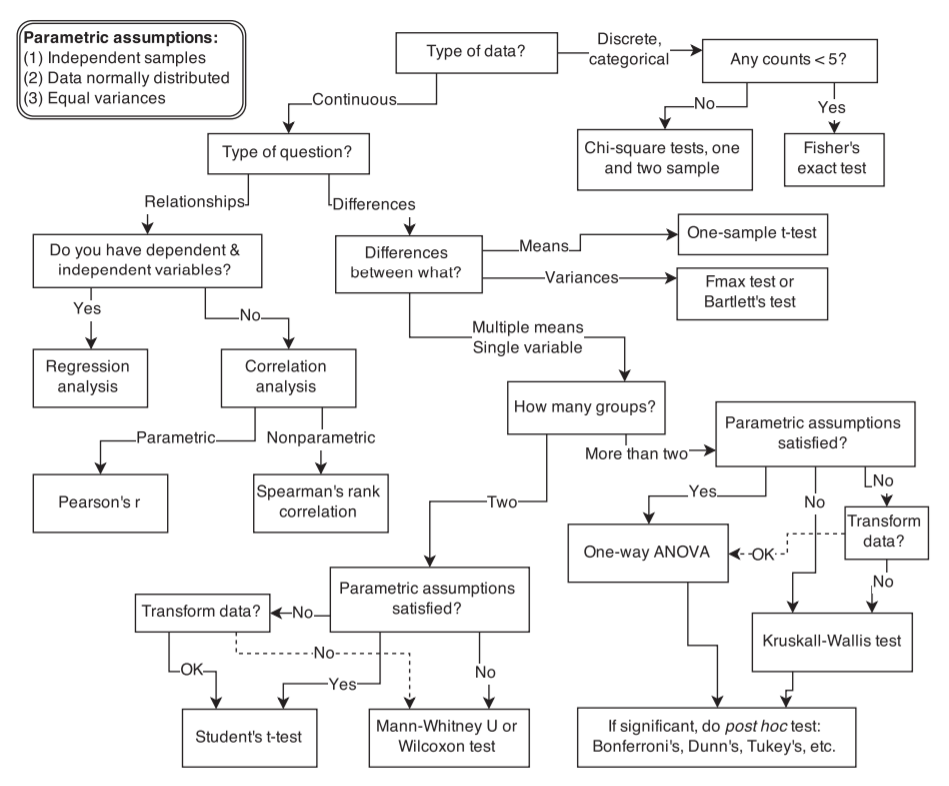 Parametric assumptions:
(1) Independent samples
(2) Data normally distributed
(3) Equal variances
Type of data?
Discrete,
categorical
Any counts < 5?
Continuous
No
Yes
Type of question?
Chi-square tests, one
and two sample
Fisher's
exact test
Relationships
Differences
Do you have dependent &
independent variables?
Differences
between what?
Means
One-sample t-test
Variances
Fmax test or
Bartlett's test
Yes
No
Multiple means
Single variable
Regression
analysis
Correlation
analysis
How many groups?
Parametric
Nonparametric
More than two
Parametric assumptions
satisfied?
Pearson's r
Spearman's rank
correlation
Two
Yes
No
No
Transform
data?
One-way ANOVA
OK
No
Parametric assumptions
satisfied?
Transform data?
No
Kruskall-Wallis test
No
OK
Yes
No
Student's t-test
Mann-Whitney U or
Wilcoxon test
If significant, do post hoc test:
Bonferroni's, Dunn's, Tukey's, etc.